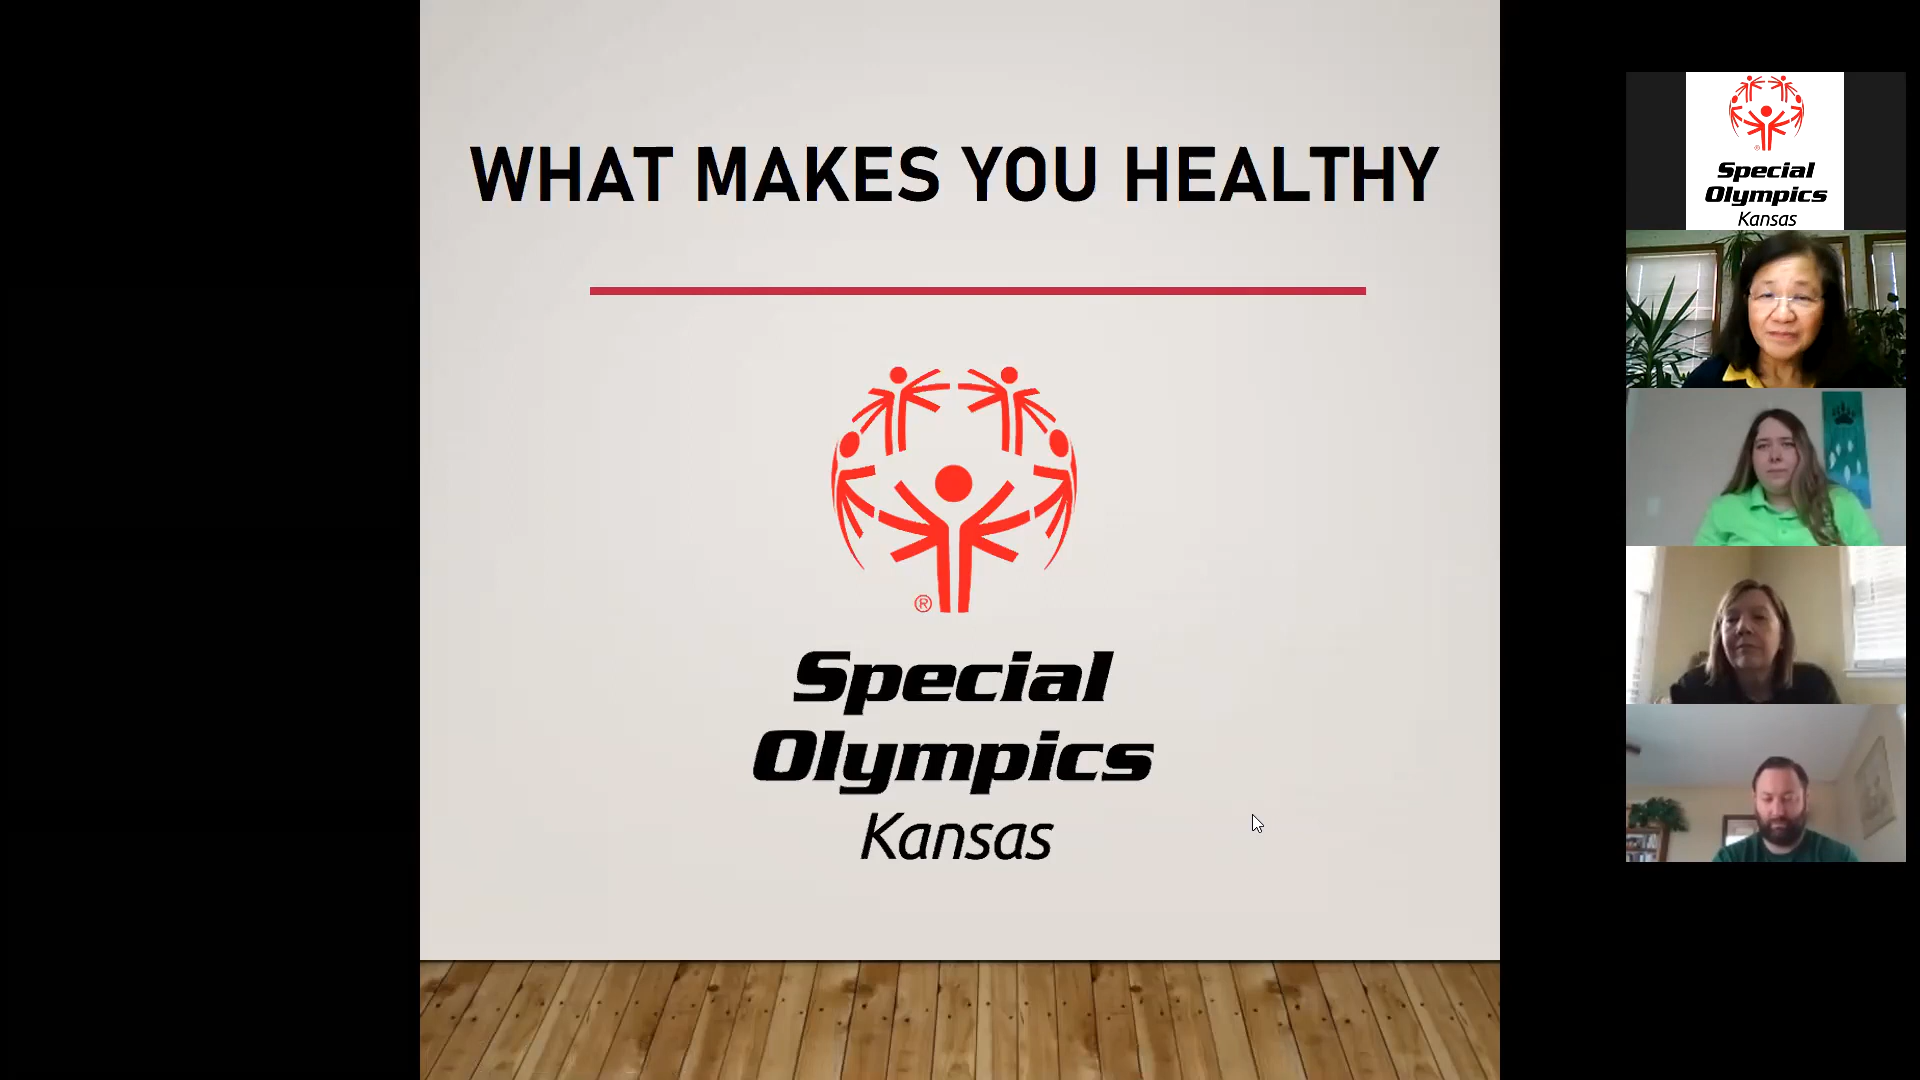 WHAT MAKES YOU HEALTHY
®
Special
Olympics
Kansas
®
Special
Olympics
Kansas